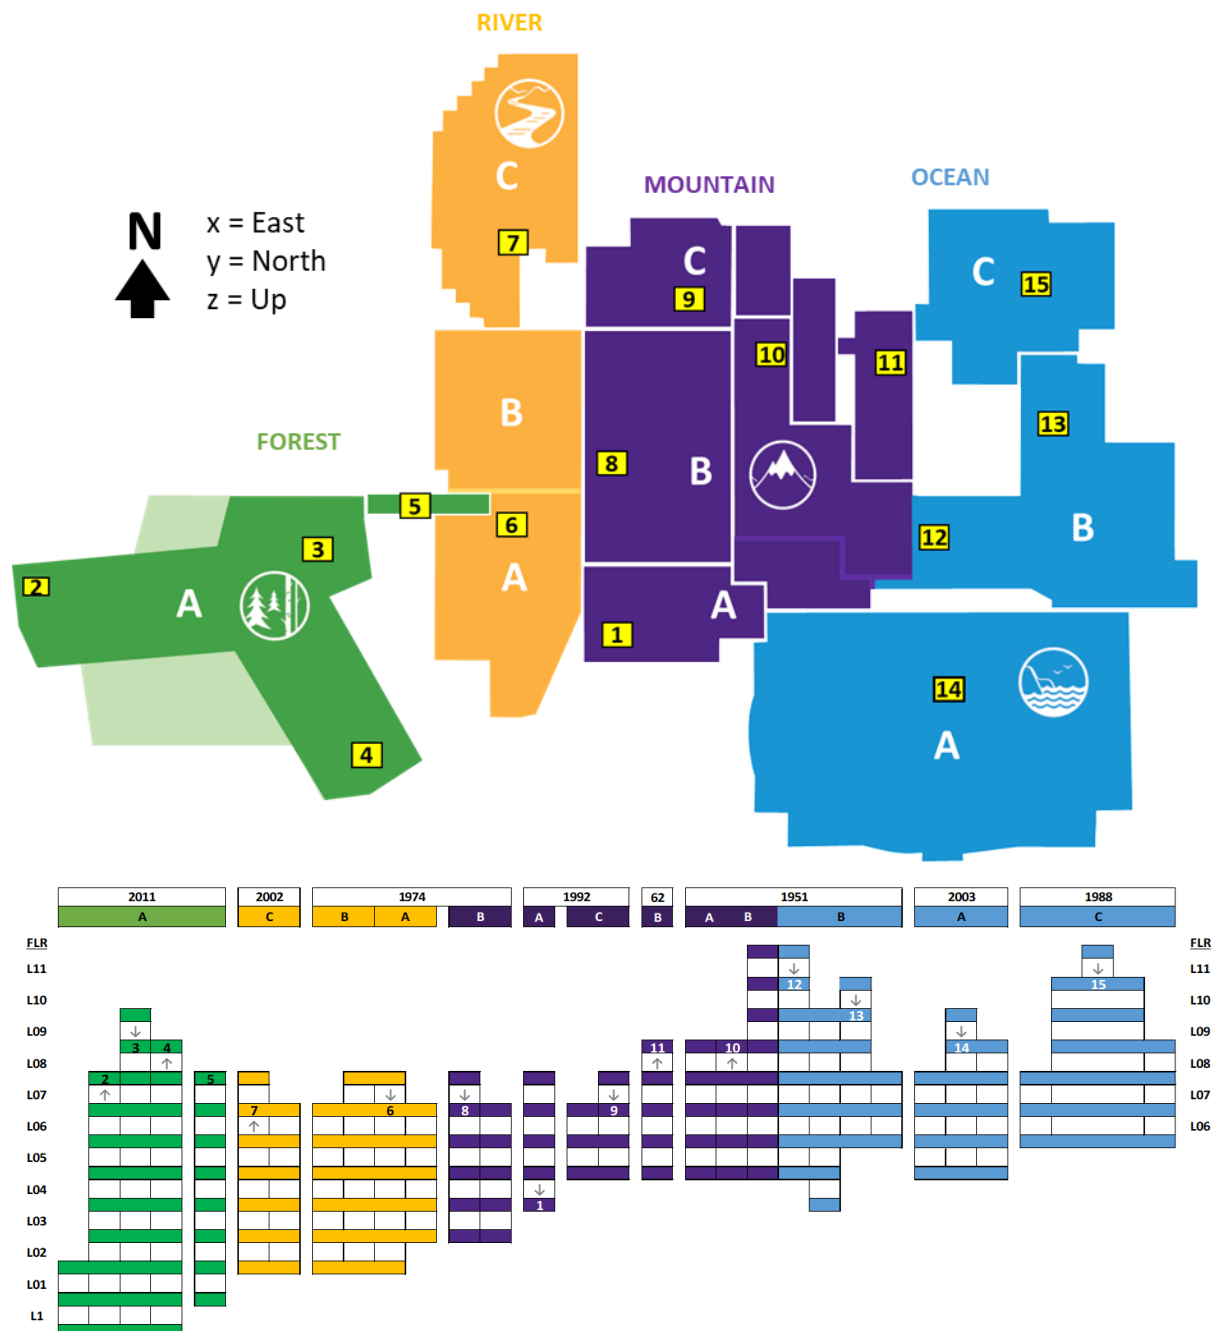 RIVER
C
MOUNTAIN
OCEAN
N
x = East
y = North
z = Up
7
C
9
C
15
10
11
B
13
FOREST
8
B
5
6
12
B
3
2
A
A
A
1
14
A
4
2011
2002
1974
1992
62
1951
2003
1988
A
C
B
A
B
A
C
B
A
B
B
A
C
FLR
FLR
L11
↓
↓
L11
12
15
L10
↓
L10
13
L09
↓
↓
L09
3
4
11
10
14
L08
↑
↑
↑
L08
2
5
L07
↑
↓
↓
↓
L07
7
6
8
9
L06
↑
L06
L05
L04
↓
1
L03
L02
L01
L1